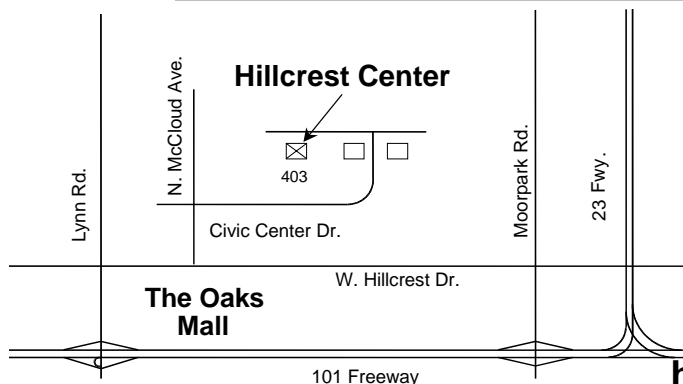 Hillcrest Center
N. McCloud Ave.
Lynn Rd.
403
Moorpark Rd.
23 Fwy.
Civic Center Dr.
W. Hillcrest Dr.
The Oaks
Mall
101 Freeway